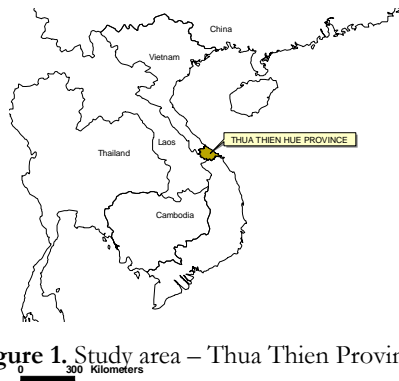 China
Vietnam
THUA THIEN HUE PROVINCE
Laos
Thailand
Cambodia
gure 1. Study area – Thua Thien Provin
0 300 Kilometers